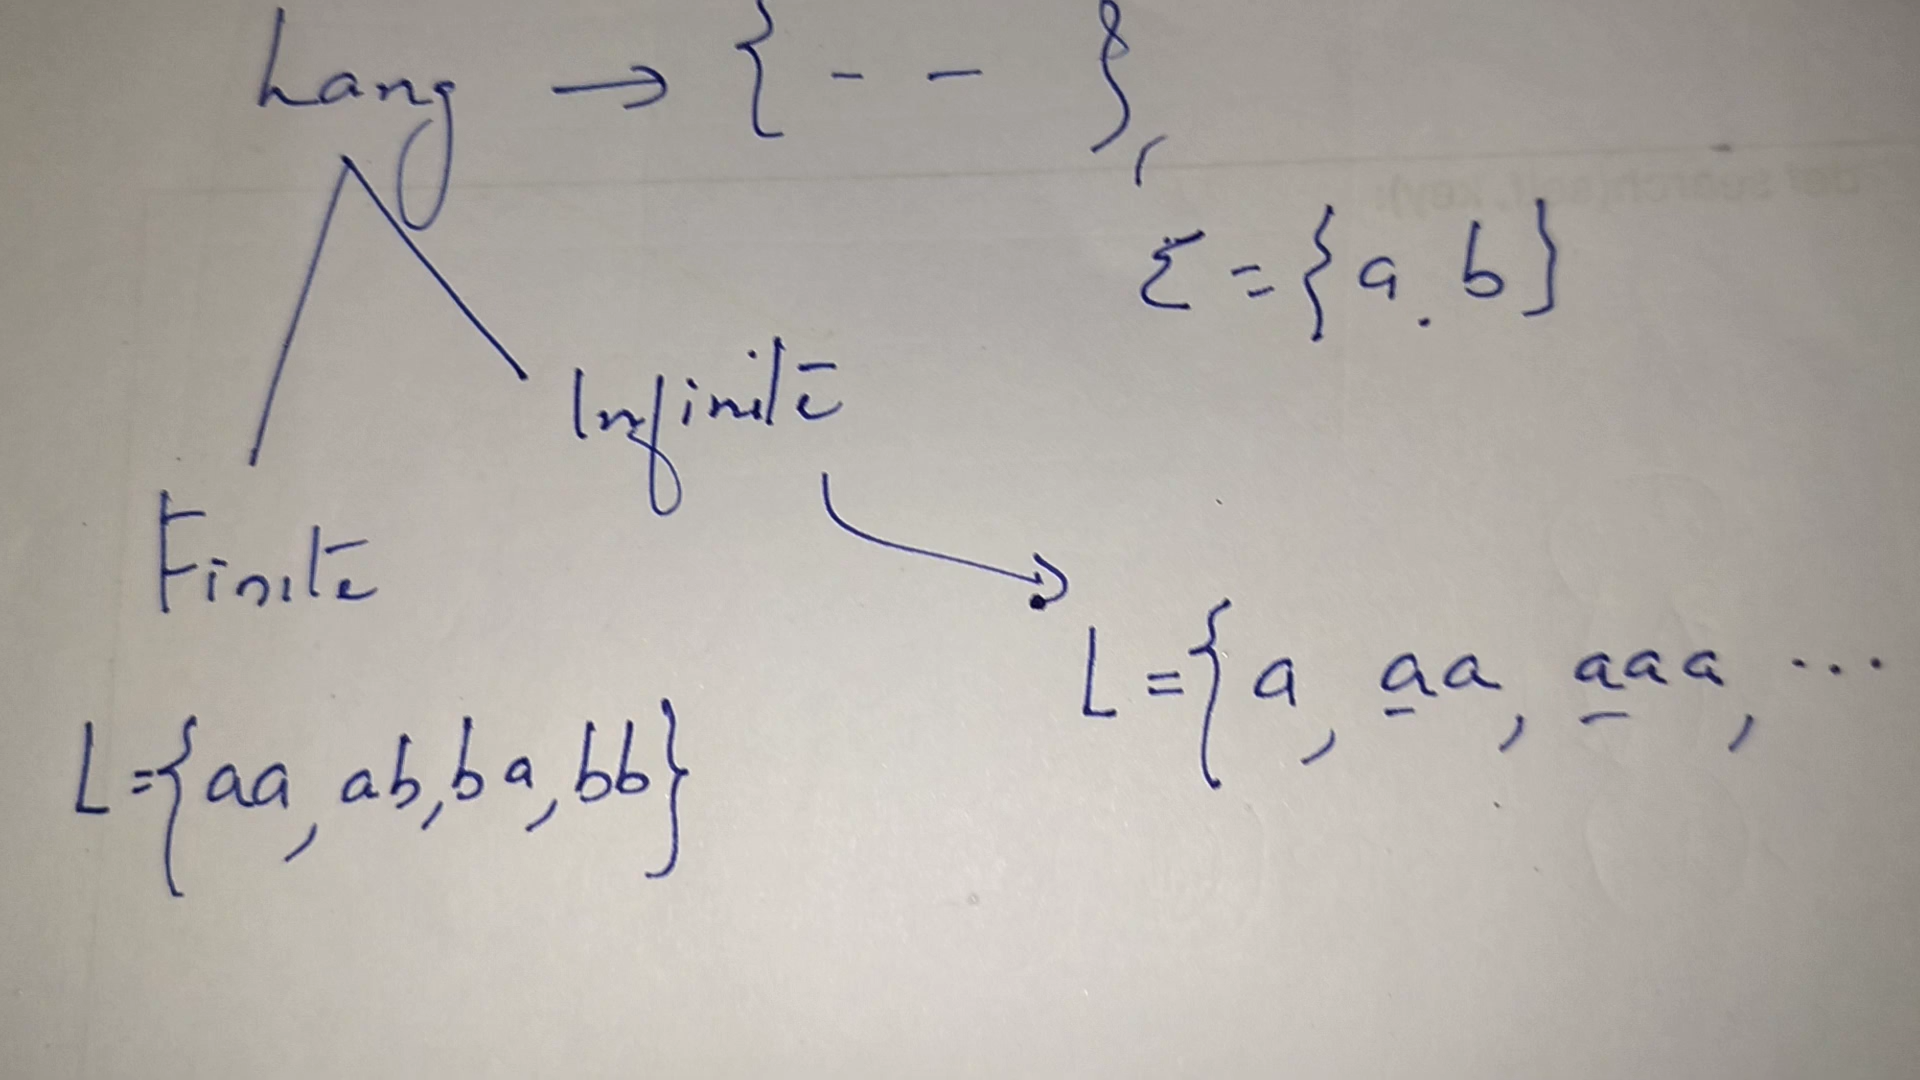 Lang → { - - },
Σ = {a, b}
Infinite
Finite
L = {a, aa, aaa, ...
L={aa, ab, ba, bb}